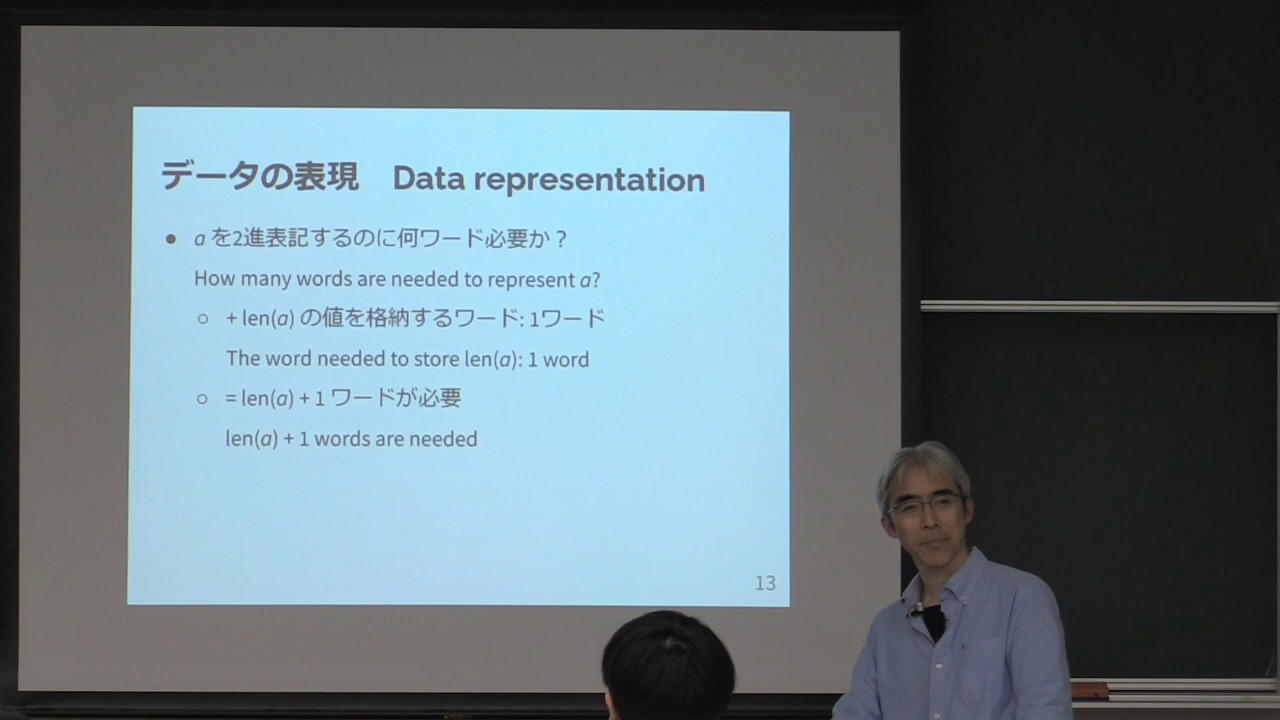 データの表現 Data representation
● a を2進表記するのに何ワード必要か？
How many words are needed to represent a?
○ + len(a) の値を格納するワード: 1ワード
The word needed to store len(a): 1 word
○ = len(a) + 1 ワードが必要
len(a) + 1 words are needed
13